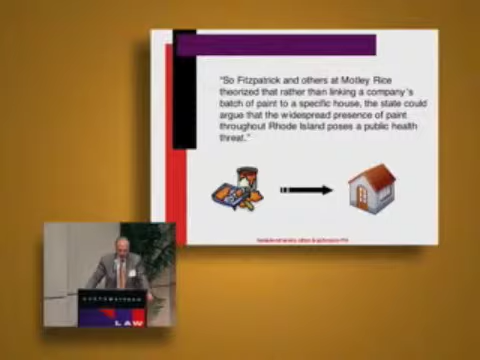 "So Fitzpatrick and others at Motley Rice
theorized that rather than linking a company's
batch of paint to a specific house, the state could
argue that the widespread presence of paint
throughout Rhode Island poses a public health
threat."
LAW